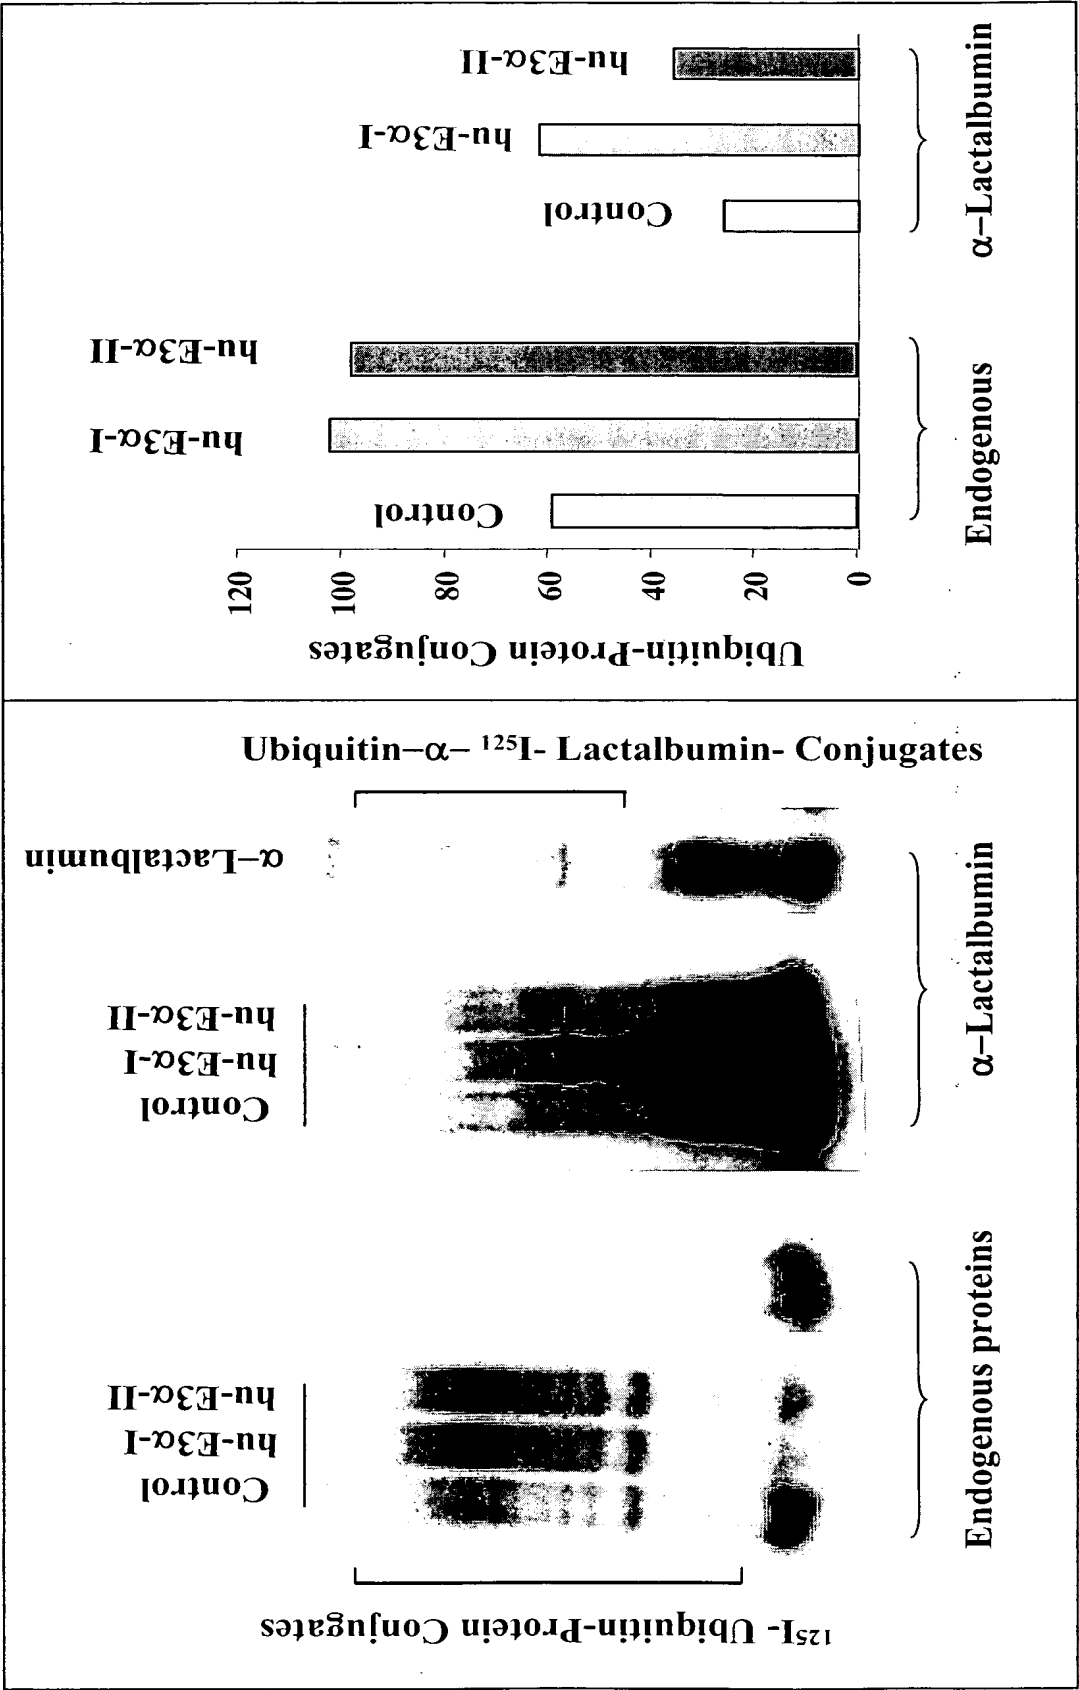 ¹²⁵I- Ubiquitin-Protein Conjugates
Control
hu-E3α-I
hu-E3α-II
Control
hu-E3α-I
hu-E3α-II
α–Lactalbumin
Endogenous proteins
α–Lactalbumin
Ubiquitin–α– ¹²⁵I- Lactalbumin- Conjugates
Ubiquitin-Protein Conjugates
120
100
80
60
40
20
0
Control
hu-E3α-I
hu-E3α-II
Control
hu-E3α-I
hu-E3α-II
Endogenous
α–Lactalbumin